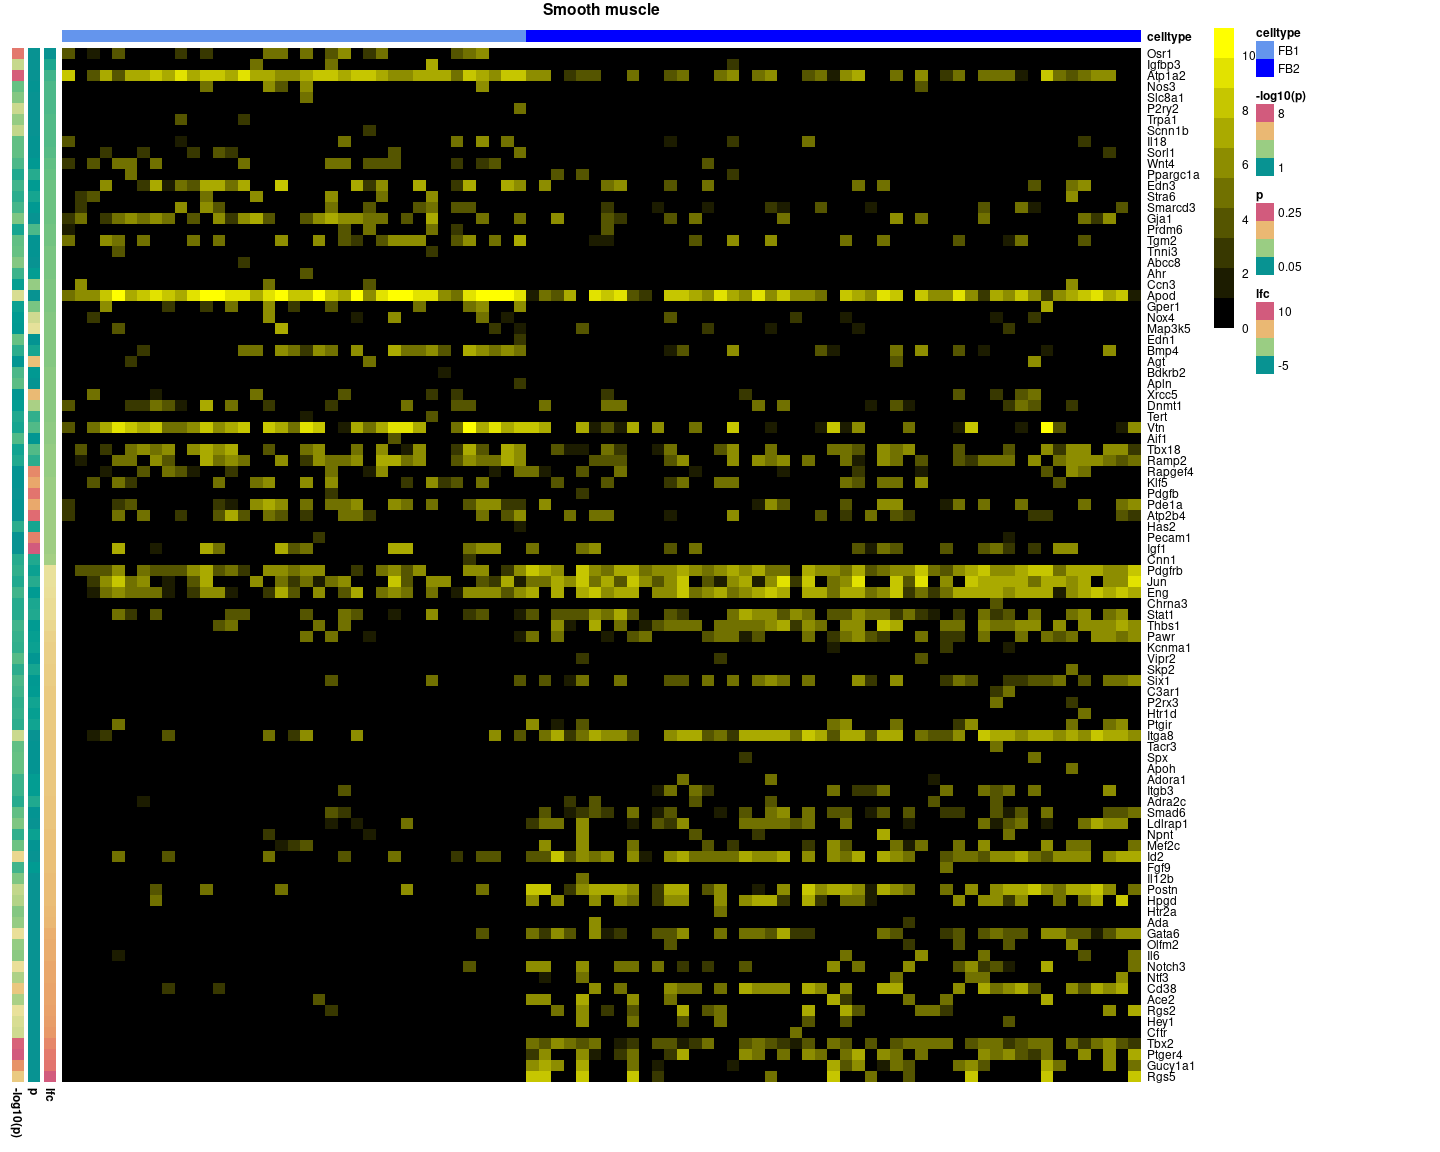 Smooth muscle
celltype
Osr1
Igfbp3
Atp1a2
Nos3
Slc8a1
P2ry2
Trpa1
Scnn1b
Il18
Sorl1
Wnt4
Ppargc1a
Edn3
Stra6
Smarcd3
Gja1
Prdm6
Tgm2
Tnni3
Abcc8
Ahr
Ccn3
Apod
Gper1
Nox4
Map3k5
Edn1
Bmp4
Agt
Bdkrb2
Apln
Xrcc5
Dnmt1
Tert
Vtn
Aif1
Tbx18
Ramp2
Rapgef4
Klf5
Pdgfb
Pde1a
Atp2b4
Has2
Pecam1
Igf1
Cnn1
Pdgfrb
Jun
Eng
Chrna3
Stat1
Thbs1
Pawr
Kcnma1
Vipr2
Skp2
Six1
C3ar1
P2rx3
Htr1d
Ptgir
Itga8
Tacr3
Spx
Apoh
Adora1
Itgb3
Adra2c
Smad6
Ldlrap1
Npnt
Mef2c
Id2
Fgf9
Il12b
Postn
Hpgd
Htr2a
Ada
Gata6
Olfm2
Il6
Notch3
Ntf3
Cd38
Ace2
Rgs2
Hey1
Cftr
Tbx2
Ptger4
Gucy1a1
Rgs5
10
8
6
4
2
0
celltype
FB1
FB2
-log10(p)
8
1
p
0.25
0.05
lfc
10
-5
-log10(p)
p
lfc